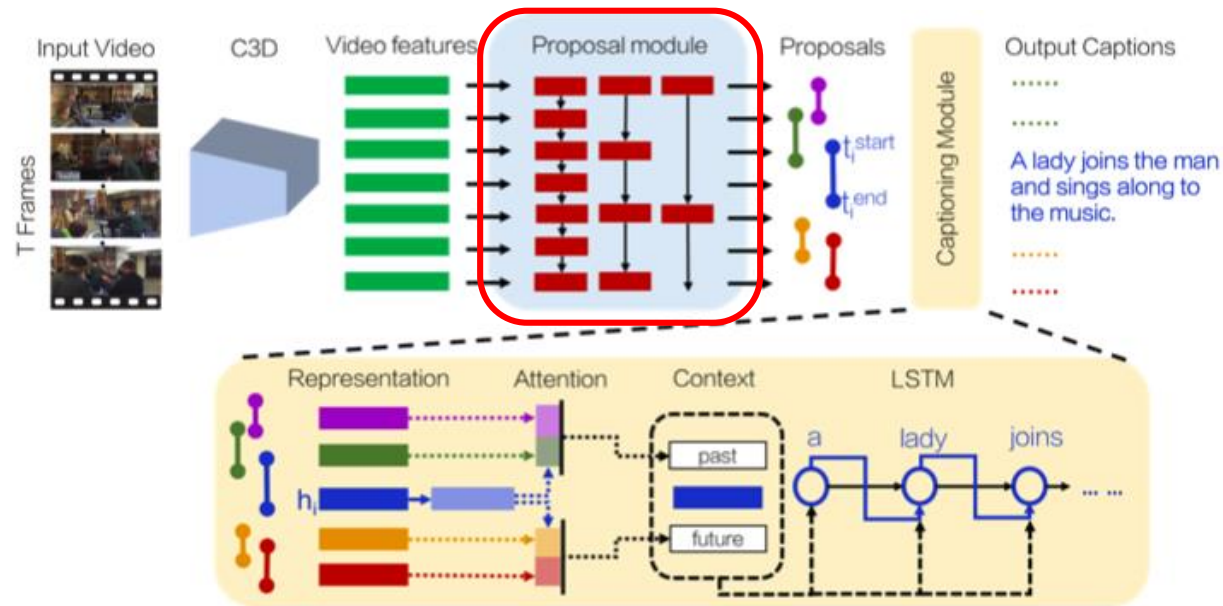 Input Video
C3D
Video features
Proposal module
Proposals
Output Captions
T Frames
t_i^start
t_i^end
Captioning Module
......
......
A lady joins the man
and sings along to
the music.
......
......
Representation
Attention
Context
LSTM
h_i
past
future
a
lady
joins
... ...